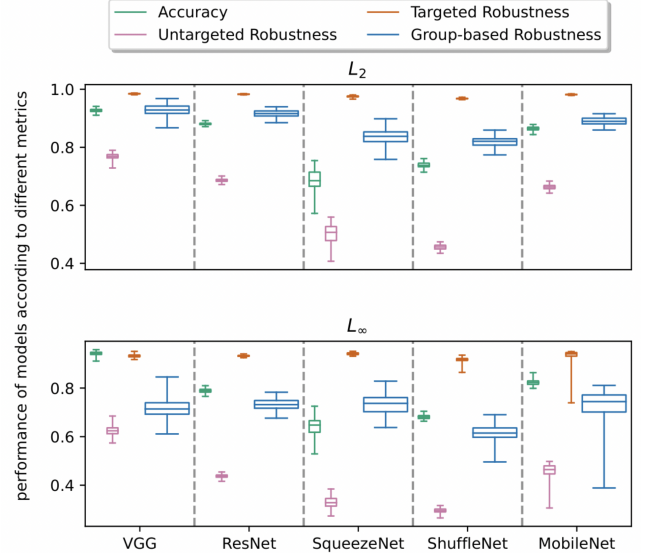 Accuracy
Untargeted Robustness
Targeted Robustness
Group-based Robustness
L2
1.0
0.8
0.6
0.4
performance of models according to different metrics
L∞
0.8
0.6
0.4
VGG
ResNet
SqueezeNet
ShuffleNet
MobileNet